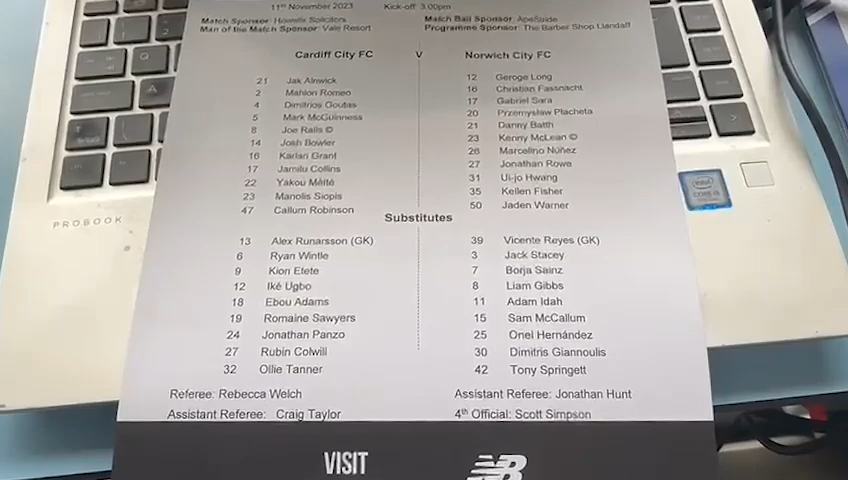 11th November 2023 Kick-off 3.00pm
Match Sponsor: Howells Solicitors Match Ball Sponsor: ApeStride
Man of the Match Sponsor: Vale Resort Programme Sponsor: The Barber Shop Llandaff
Cardiff City FC V Norwich City FC
21 Jak Alnwick 12 Geroge Long
2 Mahlon Romeo 16 Christian Fassnacht
4 Dimitrios Goutas 17 Gabriel Sara
5 Mark McGuinness 20 Przemyslaw Placheta
8 Joe Ralls © 21 Danny Batth
14 Josh Bowler 23 Kenny McLean ©
16 Karlan Grant 26 Marcelino Núñez
17 Jamilu Collins 27 Jonathan Rowe
22 Yakou Méïté 31 Ui-jo Hwang
23 Manolis Siopis 35 Kellen Fisher
47 Callum Robinson 50 Jaden Warner
Substitutes
13 Alex Runarsson (GK) 39 Vicente Reyes (GK)
6 Ryan Wintle 3 Jack Stacey
9 Kion Etete 7 Borja Sainz
12 Iké Ugbo 8 Liam Gibbs
18 Ebou Adams 11 Adam Idah
19 Romaine Sawyers 15 Sam McCallum
24 Jonathan Panzo 25 Onel Hernández
27 Rubin Colwill 30 Dimitris Giannoulis
32 Ollie Tanner 42 Tony Springett
Referee: Rebecca Welch Assistant Referee: Jonathan Hunt
Assistant Referee: Craig Taylor 4th Official: Scott Simpson
VISIT NB
PROBOOK
intel
CORE i5
A
Q